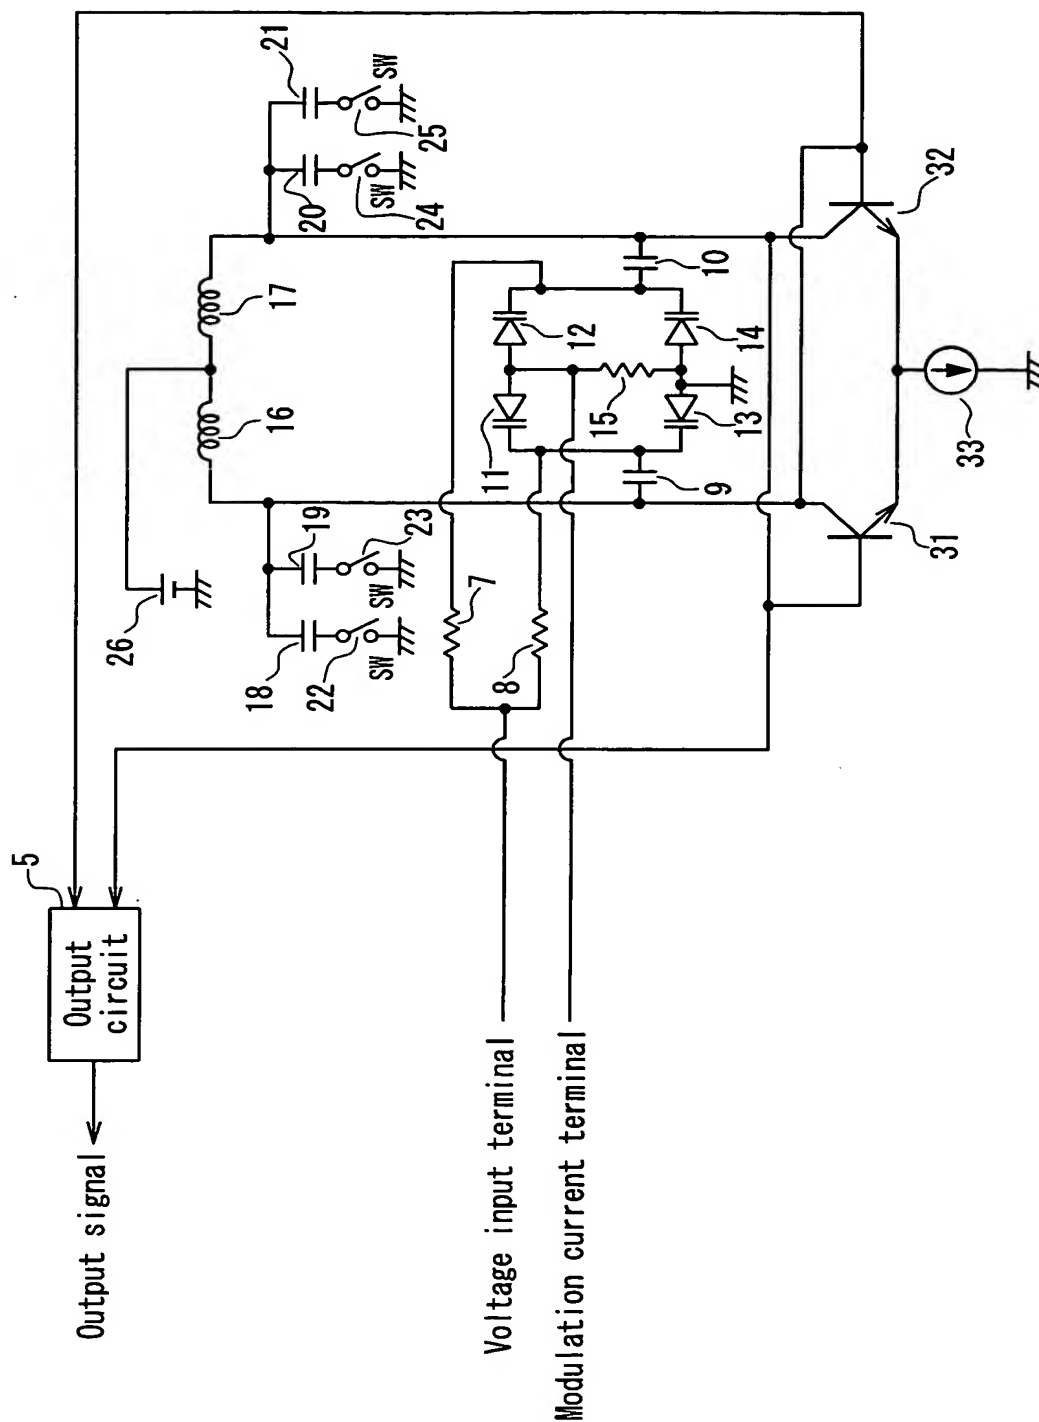 Output signal
Output
circuit
5
Voltage input terminal
Modulation current terminal
26
18
22
SW
19
23
SW
7
8
16
17
20
SW
24
21
SW
25
11
12
15
13
14
9
10
31
32
33